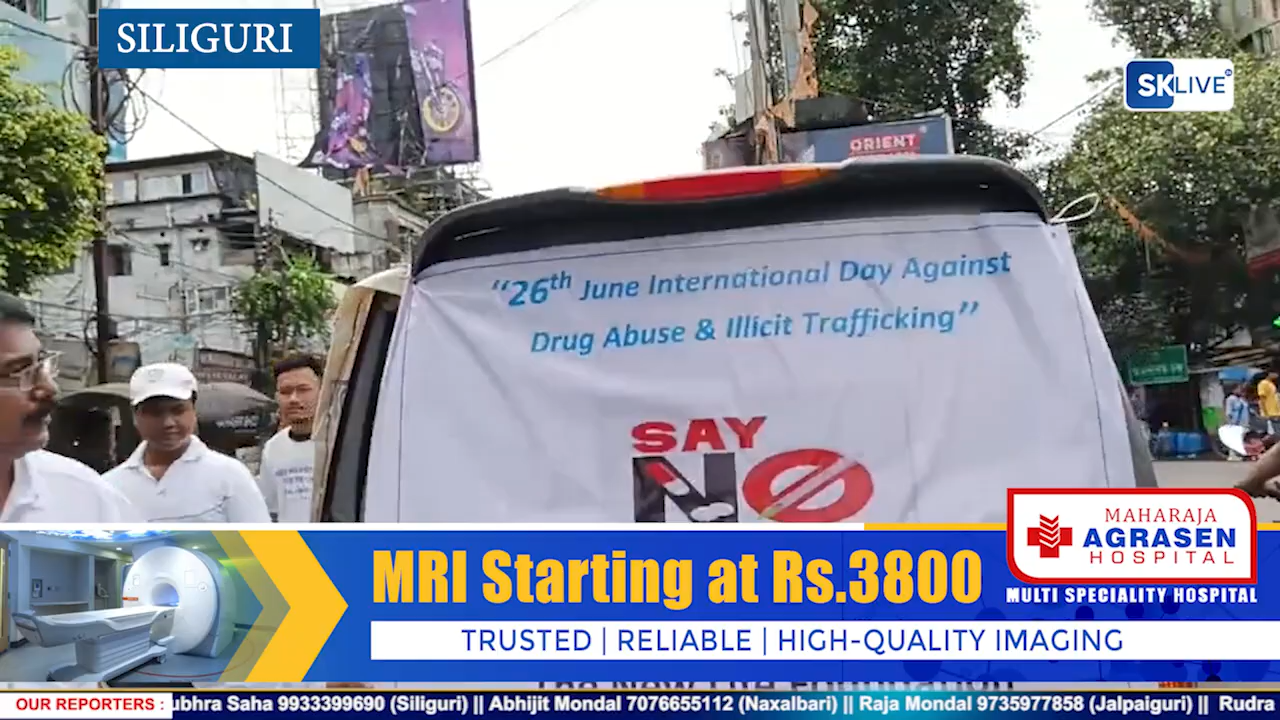 SILIGURI
SK LIVE
ORIENT
“26th June International Day Against
Drug Abuse & Illicit Trafficking”
SAY
NO
MAHARAJA
AGRASEN
HOSPITAL
MULTI SPECIALITY HOSPITAL
MRI Starting at Rs.3800
TRUSTED | RELIABLE | HIGH-QUALITY IMAGING
OUR REPORTERS : ubhra Saha 9933399690 (Siliguri) || Abhijit Mondal 7076655112 (Naxalbari) || Raja Mondal 9735977858 (Jalpaiguri) || Rudra